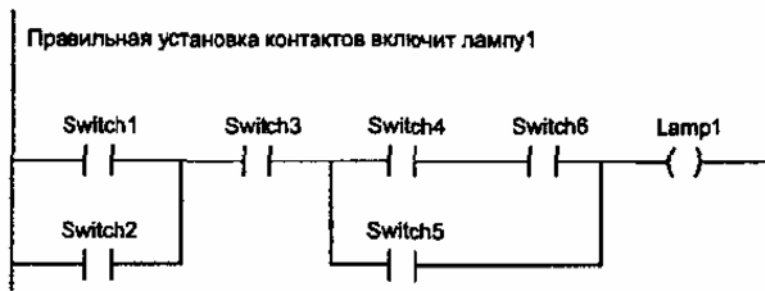 Правильная установка контактов включит лампу1
Switch1 Switch3 Switch4 Switch6 Lamp1
Switch2 Switch5